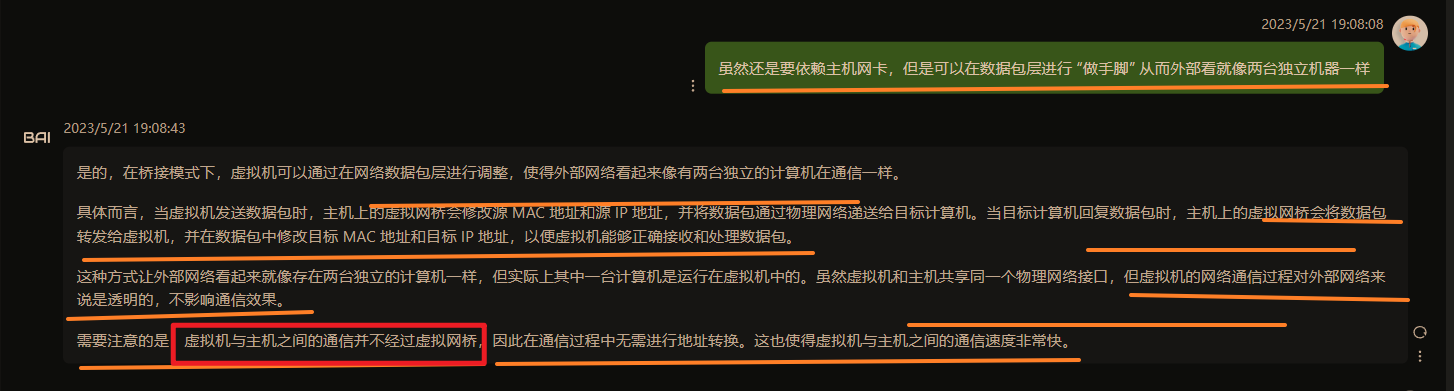 2023/5/21 19:08:08
虽然还是要依赖主机网卡，但是可以在数据包层进行 “做手脚” 从而外部看就像两台独立机器一样
BAI
2023/5/21 19:08:43
是的，在桥接模式下，虚拟机可以通过在网络数据包层进行调整，使得外部网络看起来像有两台独立的计算机在通信一样。
具体而言，当虚拟机发送数据包时，主机上的虚拟网桥会修改源 MAC 地址和源 IP 地址，并将数据包通过物理网络递送给目标计算机。当目标计算机回复数据包时，主机上的虚拟网桥会将数据包
转发给虚拟机，并在数据包中修改目标 MAC 地址和目标 IP 地址，以便虚拟机能够正确接收和处理数据包。
这种方式让外部网络看起来就像存在两台独立的计算机一样，但实际上其中一台计算机是运行在虚拟机中的。虽然虚拟机和主机共享同一个物理网络接口，但虚拟机的网络通信过程对外部网络来
说是透明的，不影响通信效果。
需要注意的是，虚拟机与主机之间的通信并不经过虚拟网桥，因此在通信过程中无需进行地址转换。这也使得虚拟机与主机之间的通信速度非常快。